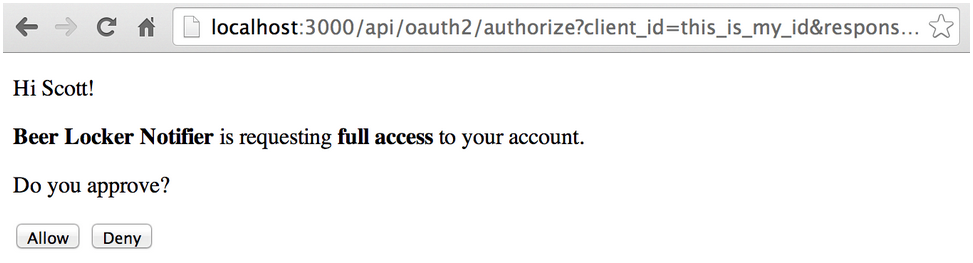 localhost:3000/api/oauth2/authorize?client_id=this_is_my_id&respons...
Hi Scott!
Beer Locker Notifier is requesting full access to your account.
Do you approve?
Allow Deny